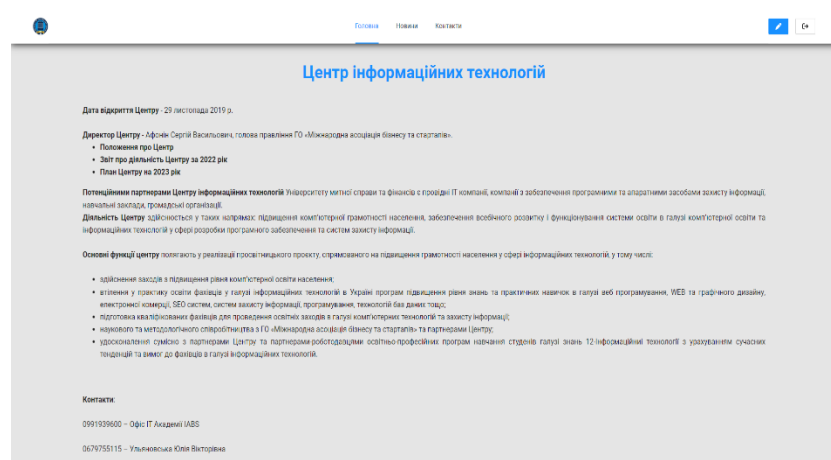 Головна Новини Контакти
Центр інформаційних технологій
Дата відкриття Центру - 29 листопада 2019 р.
Директор Центру - Афонін Сергій Васильович, голова правління ГО «Міжнародна асоціація бізнесу та стартапів».
• Положення про Центр
• Звіт про діяльність Центру за 2022 рік
• План Центру на 2023 рік
Потенційними партнерами Центру інформаційних технологій Університету митної справи та фінансів є провідні IT компанії, компанії з забезпечення програмними та апаратними засобами захисту інформації,
навчальні заклади, громадські організації.
Діяльність Центру здійснюється у таких напрямах: підвищення комп'ютерної грамотності населення, забезпечення всебічного розвитку і функціонування системи освіти в галузі комп'ютерної освіти та
інформаційних технологій у сфері розробки програмного забезпечення та систем захисту інформації.
Основні функції центру полягають у реалізації просвітницького проекту, спрямованого на підвищення грамотності населення у сфері інформаційних технологій, у тому числі:
• здійснення заходів з підвищення рівня комп'ютерної освіти населення;
• втілення у практику освіти фахівців у галузі інформаційних технологій в Україні програм підвищення рівня знань та практичних навичок в галузі веб програмування, WEB та графічного дизайну,
електронної комерції, SEO систем, систем захисту інформації, програмування, технологій баз даних тощо;
• підготовка кваліфікованих фахівців для проведення освітніх заходів в галузі комп'ютерних технологій та захисту інформації;
• наукового та методологічного співробітництва з ГО «Міжнародна асоціація бізнесу та стартапів» та партнерами Центру;
• удосконалення сумісно з партнерами Центру та партнерами-роботодавцями освітньо-професійних програм навчання студентів галузі знань 12-Інформаційні технології з урахуванням сучасних
тенденцій та вимог до фахівців в галузі інформаційних технологій.
Контакти:
0991939600 – Офіс IT Академії IABS
0679755115 – Ульяновська Юлія Вікторівна